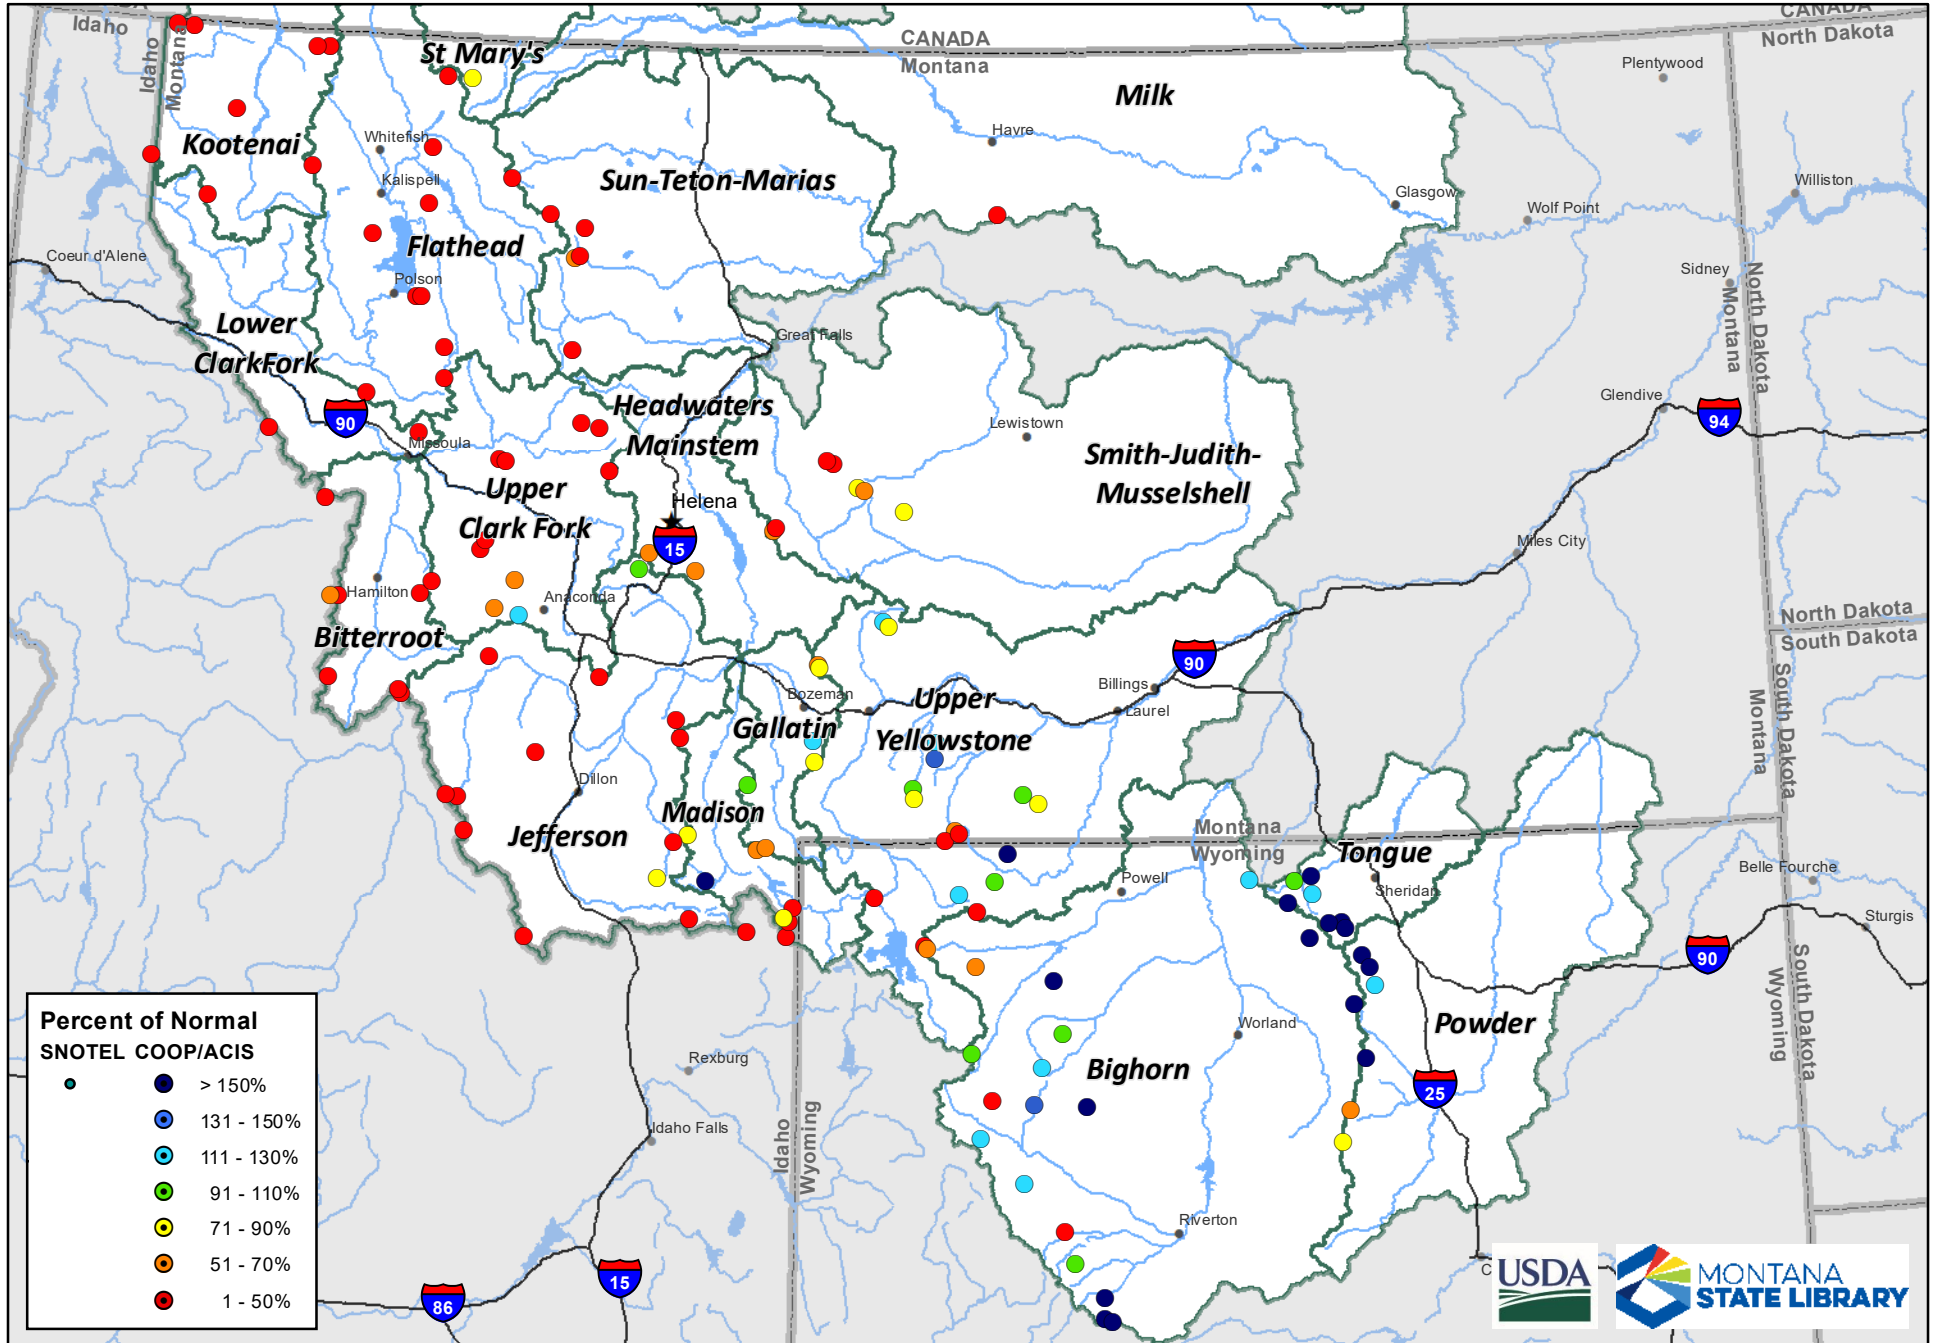 CANADA
Idaho
Idaho
Montana
CANADA
Montana
CANADA
North Dakota
St Mary's
Milk
Plentywood
Kootenai
Whitefish
Havre
Kalispell
Sun-Teton-Marias
Glasgow
Williston
Wolf Point
Flathead
Coeur d'Alene
Polson
Sidney
North Dakota
Montana
Lower
ClarkFork
Great Falls
Headwaters
Mainstem
Glendive
94
90
Missoula
Lewistown
Smith-Judith-
Musselshell
Upper
Clark Fork
Helena
15
Miles City
Hamilton
Anaconda
Bitterroot
North Dakota
South Dakota
90
Bozeman
Billings
Laurel
Gallatin
Upper
Yellowstone
South Dakota
Montana
Dillon
Madison
Jefferson
Montana
Wyoming
Tongue
Powell
Sheridan
Belle Fourche
Sturgis
90
South Dakota
Wyoming
Percent of Normal
SNOTEL COOP/ACIS
> 150%
131 - 150%
111 - 130%
91 - 110%
71 - 90%
51 - 70%
1 - 50%
Worland
Powder
Rexburg
Bighorn
25
Idaho Falls
Idaho
Wyoming
Riverton
15
86
C
USDA
MONTANA
STATE LIBRARY